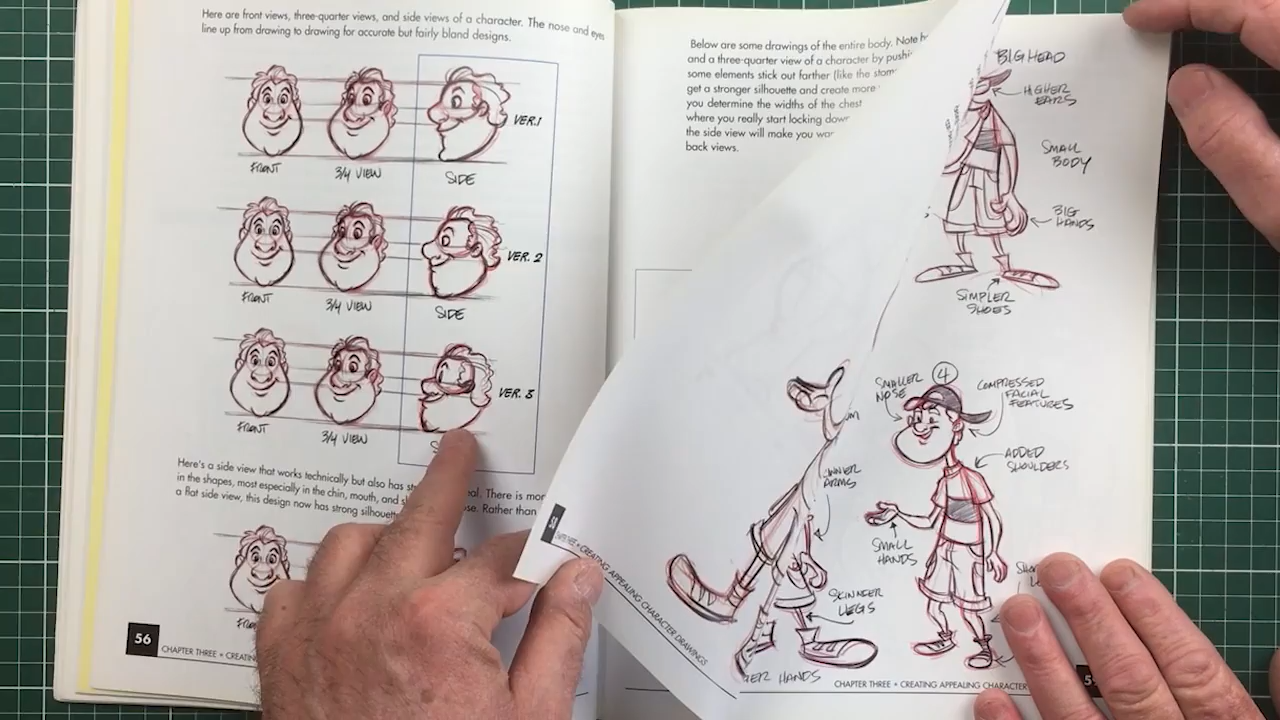 Here are front views, three-quarter views, and side views of a character. The nose and eyes
line up from drawing to drawing for accurate but fairly bland designs.
VER.1
FRONT
3/4 VIEW
SIDE
VER. 2
FRONT
3/4 VIEW
SIDE
VER. 3
FRONT
3/4 VIEW
Here's a side view that works technically but also has
in the shapes, most especially in the chin, mouth, and
a flat side view, this design now has strong
There is
Rather than
56
CHAPTER THREE •
Below are some drawings of the entire body. Note
and a three-quarter view of a character by
some elements stick out farther (like the
get a stronger silhouette and create more
you determine the widths of the chest
where you really start locking
the side view will make you
back views.
BIG HEAD
HIGHER
EARS
SMALL
BODY
BIG
HANDS
SIMPLER
SHOES
ARMS
SKINNIER
LEGS
HANDS
CREATING APPEALING CHARACTER DRAWINGS
4
SMALLER
NOSE
COMPRESSED
FACIAL
FEATURES
ADDED
SHOULDERS
SMALL
HANDS
CHAPTER THREE • CREATING APPEALING CHARACTER